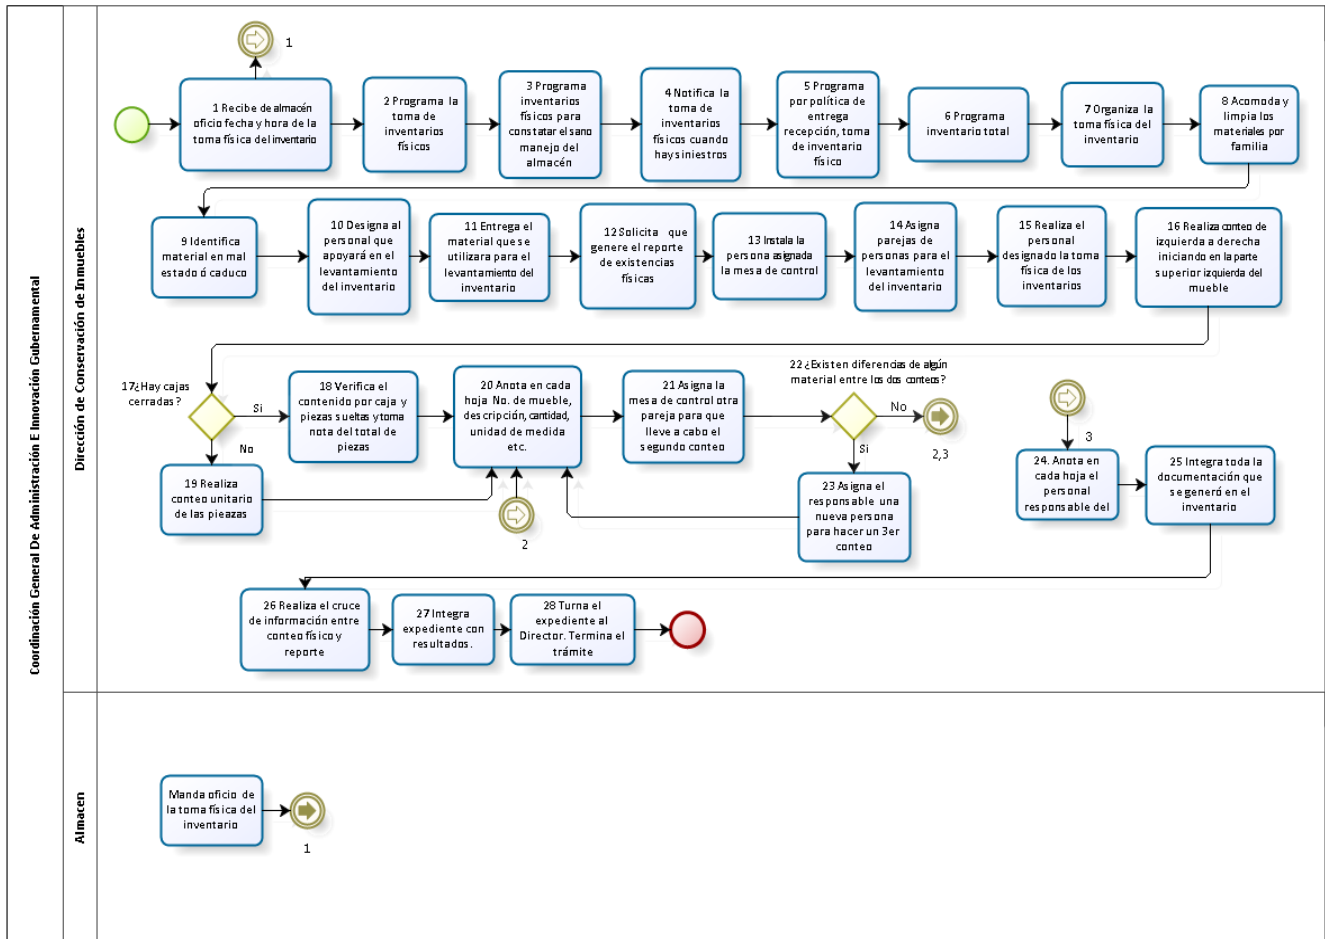 Coordinación General De Administración E Innovación Gubernamental
Dirección de Conservación de Inmuebles
1
1 Recibe de almacén
oficio fecha y hora de la
toma física del inventario
2 Programa la
toma de
inventarios
físicos
3 Programa
inventarios
físicos para
constatar el sano
manejo del
almacén
4 Notifica la
toma de
inventarios
físicos cuando
hay siniestros
5 Programa
por política de
entrega
recepción, toma
de inventario
físico
6 Programa
inventario total
7 Organiza la
toma física del
inventario
8 Acomoda y
limpia los
materiales por
familia
9 Identifica
material en mal
estado ó caduco
10 Designa al
personal que
apoyará en el
levantamiento
del inventario
11 Entrega el
material que se
utilizara para el
levantamiento del
inventario
12 Solicita que
genere el reporte
de existencias
físicas
13 Instala la
persona asignada
la mesa de control
14 Asigna
parejas de
personas para el
levantamiento
del inventario
15 Realiza el
personal
designado la toma
física de los
inventarios
16 Realiza conteo de
izquierda a derecha
iniciando en la parte
superior izquierda del
mueble
17¿Hay cajas
cerradas?
Si
No
18 Verifica el
contenido por caja y
piezas sueltas y toma
nota del total de
piezas
19 Realiza
conteo unitario
de las pieazas
20 Anota en cada
hoja No. de mueble,
descripción, cantidad,
unidad de medida
etc.
2
21 Asigna la
mesa de control otra
pareja para que
lleve a cabo el
segundo conteo
22 ¿Existen diferencias de algún
material entre los dos conteos?
No
2,3
Si
23 Asigna el
responsable una
nueva persona
para hacer un 3er
conteo
3
24. Anota en
cada hoja el
personal
responsable del
25 Integra toda la
documentación que
se generó en el
inventario
26 Realiza el cruce
de información entre
conteo físico y
reporte
27 Integra
expediente con
resultados.
28 Turna el
expediente al
Director. Termina el
trámite
Almacen
Manda oficio de
la toma física del
inventario
1